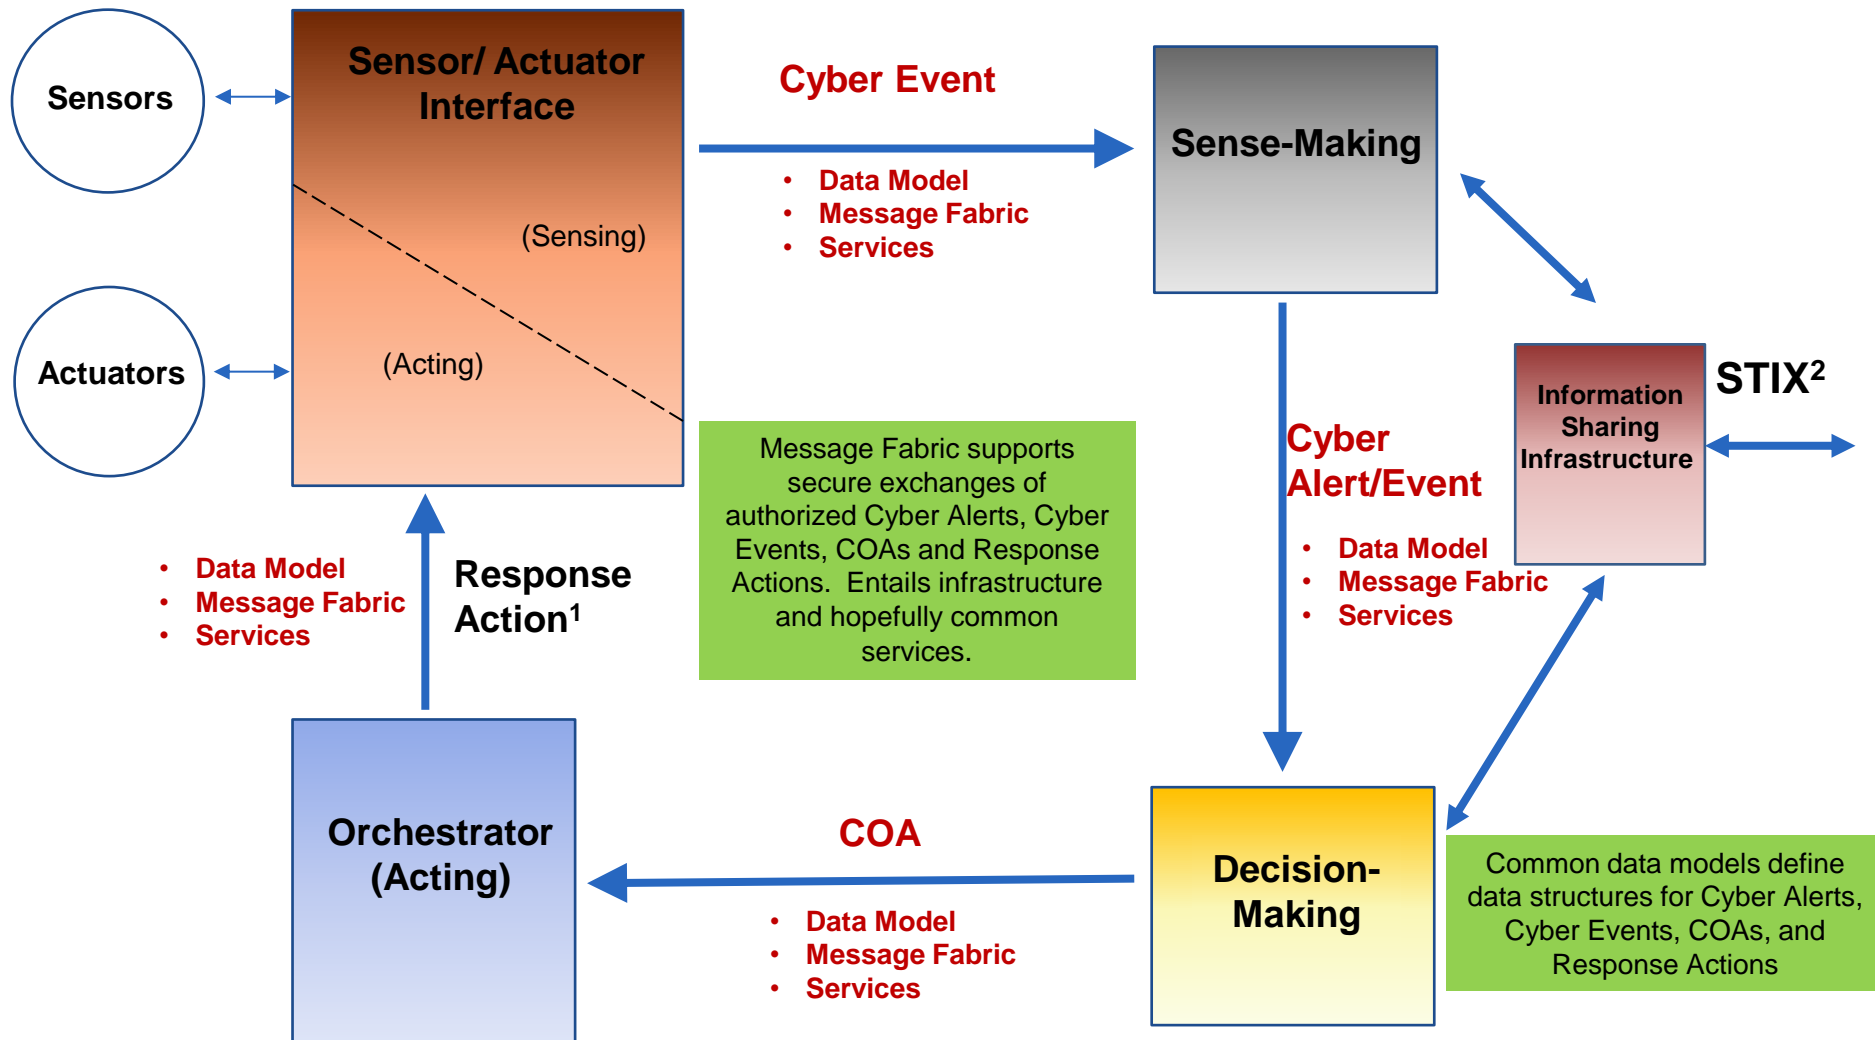 Sensors
Sensor/ Actuator
Interface
(Sensing)
(Acting)
Actuators
Cyber Event
• Data Model
• Message Fabric
• Services
Sense-Making
Information
Sharing
Infrastructure
STIX²
Cyber
Alert/Event
• Data Model
• Message Fabric
• Services
Message Fabric supports
secure exchanges of
authorized Cyber Alerts, Cyber
Events, COAs and Response
Actions.  Entails infrastructure
and hopefully common
services.
• Data Model
• Message Fabric
• Services
Response
Action¹
Orchestrator
(Acting)
COA
• Data Model
• Message Fabric
• Services
Decision-
Making
Common data models define
data structures for Cyber Alerts,
Cyber Events, COAs, and
Response Actions